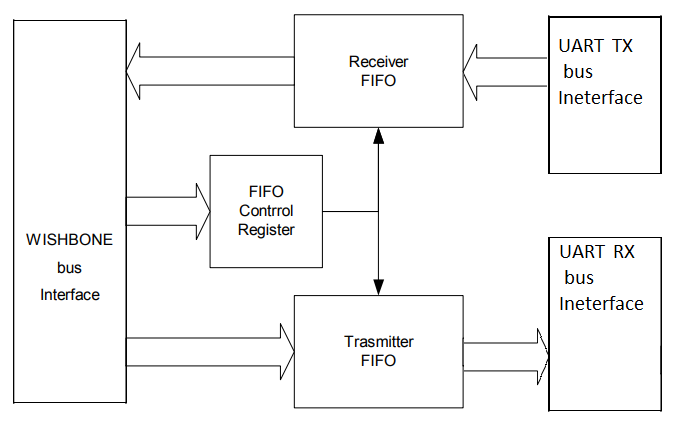 Receiver
FIFO
UART TX
bus
Ineterface
FIFO
Contrrol
Register
WISHBONE
bus
Interface
UART RX
bus
Ineterface
Trasmitter
FIFO